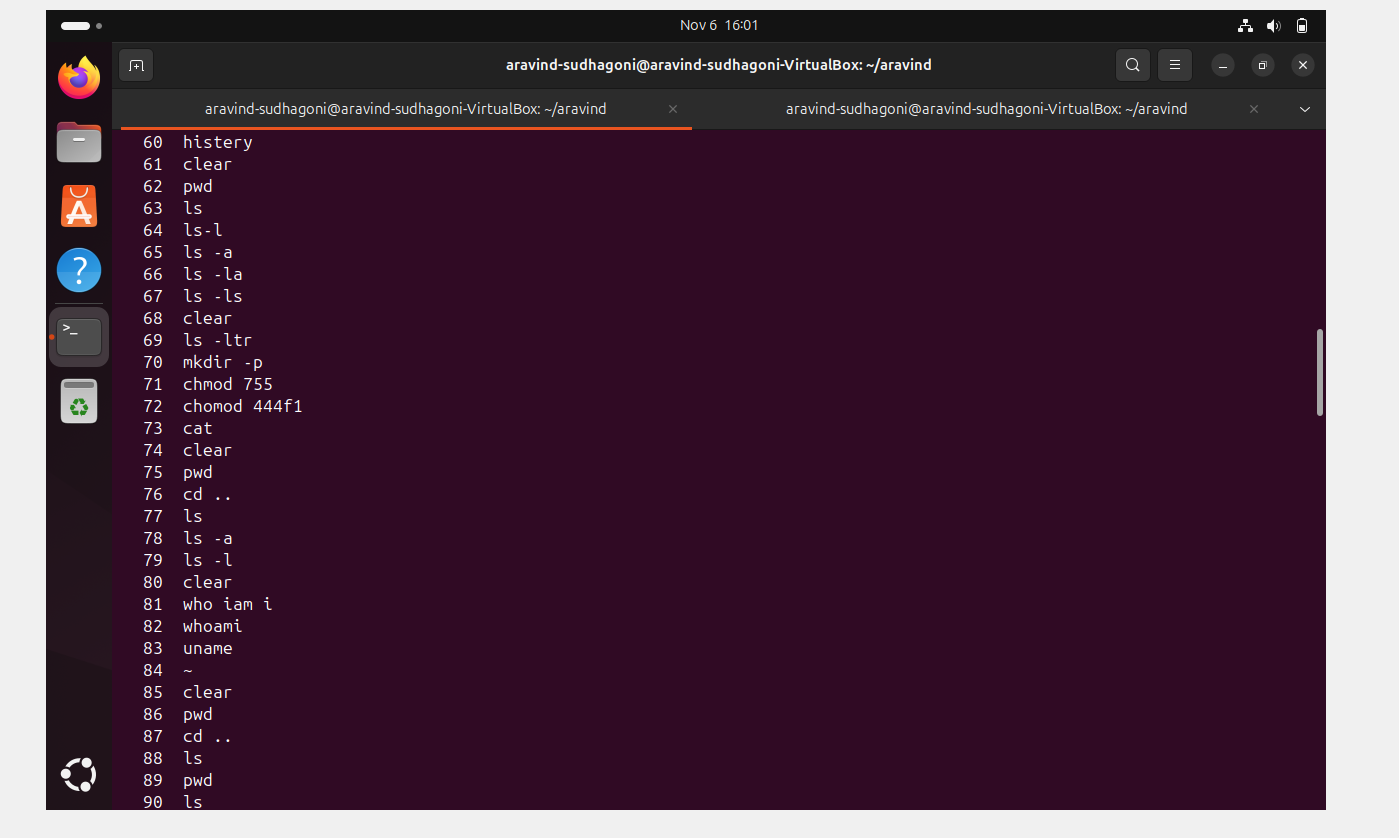 Nov 6 16:01
aravind-sudhagoni@aravind-sudhagoni-VirtualBox: ~/aravind
aravind-sudhagoni@aravind-sudhagoni-VirtualBox: ~/aravind × aravind-sudhagoni@aravind-sudhagoni-VirtualBox: ~/aravind ×
60 histery
61 clear
62 pwd
63 ls
64 ls-l
65 ls -a
66 ls -la
67 ls -ls
68 clear
69 ls -ltr
70 mkdir -p
71 chmod 755
72 chomod 444f1
73 cat
74 clear
75 pwd
76 cd ..
77 ls
78 ls -a
79 ls -l
80 clear
81 who iam i
82 whoami
83 uname
84 ~
85 clear
86 pwd
87 cd ..
88 ls
89 pwd
90 ls